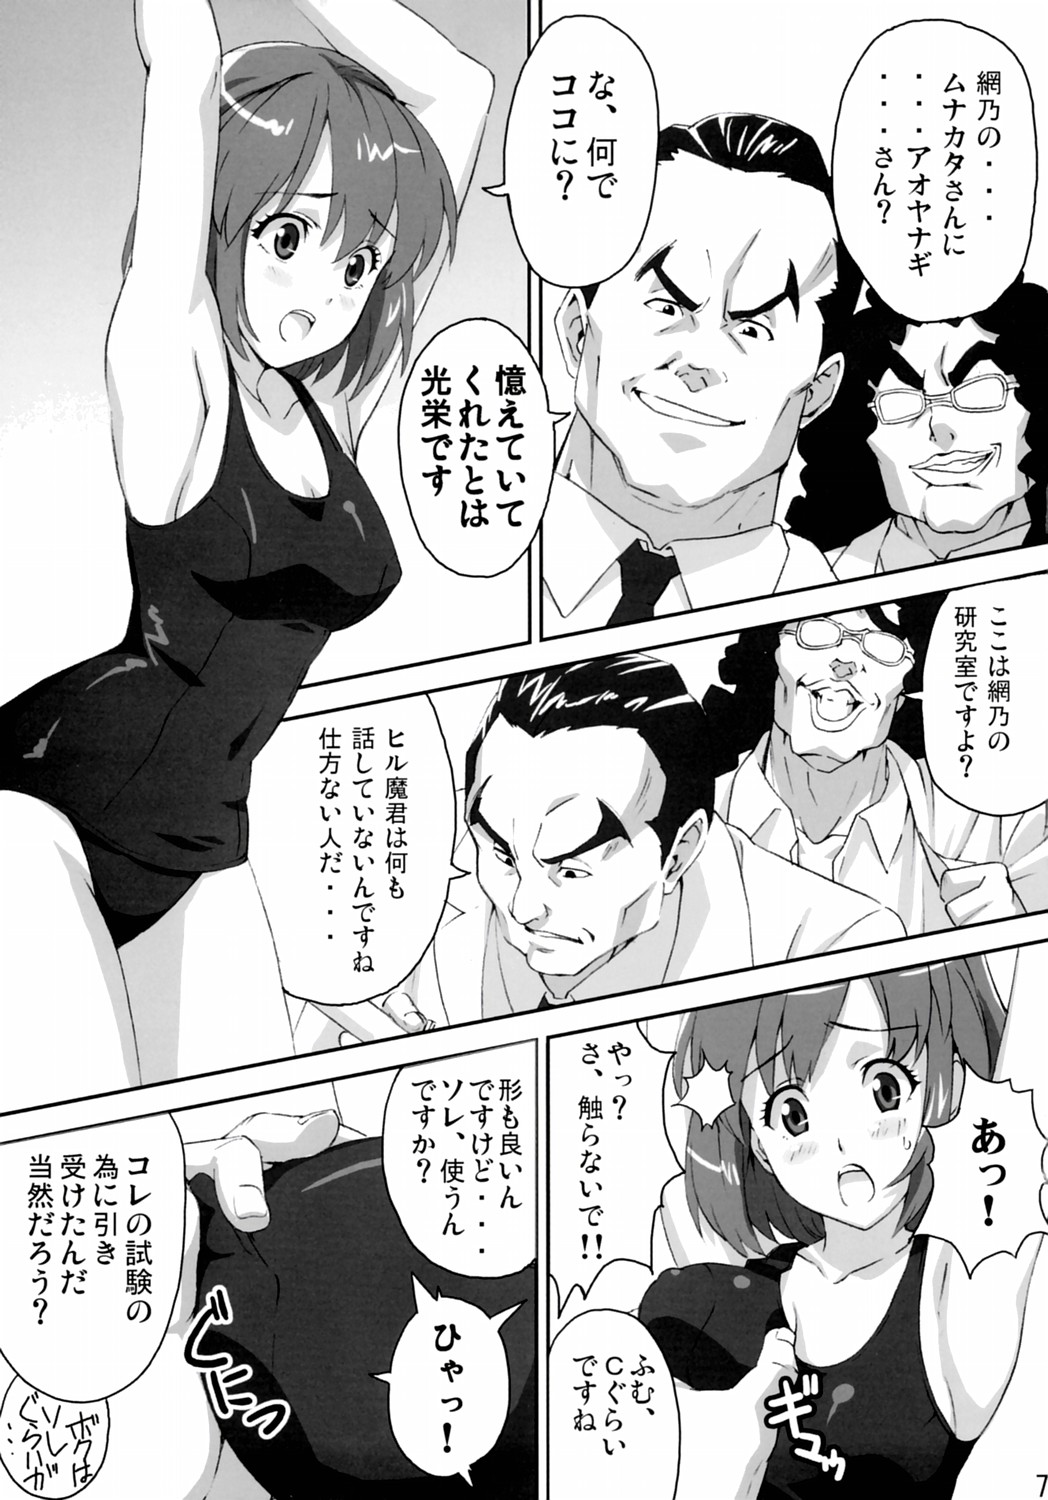 網乃の・・・
ムナカタさんに
・・・アオヤナギ
・・・さん？
な、何で
ココに？
憶えていて
くれたとは
光栄です
ここは網乃の
研究室ですよ？
ヒル魔君は何も
話していないんですね
仕方ない人だ・・・
あっ！
やっ？
さ、触らないで!!
ふむ、
Ｃぐらい
ですね
ギュゥ
形も良いん
ですけど・・・
ソレ、使うん
ですか？
ひゃっ！
ぐにっ
コレの試験の
為に引き
受けたんだ
当然だろう？
ボクは
ソレ
ぐらいが
…
7